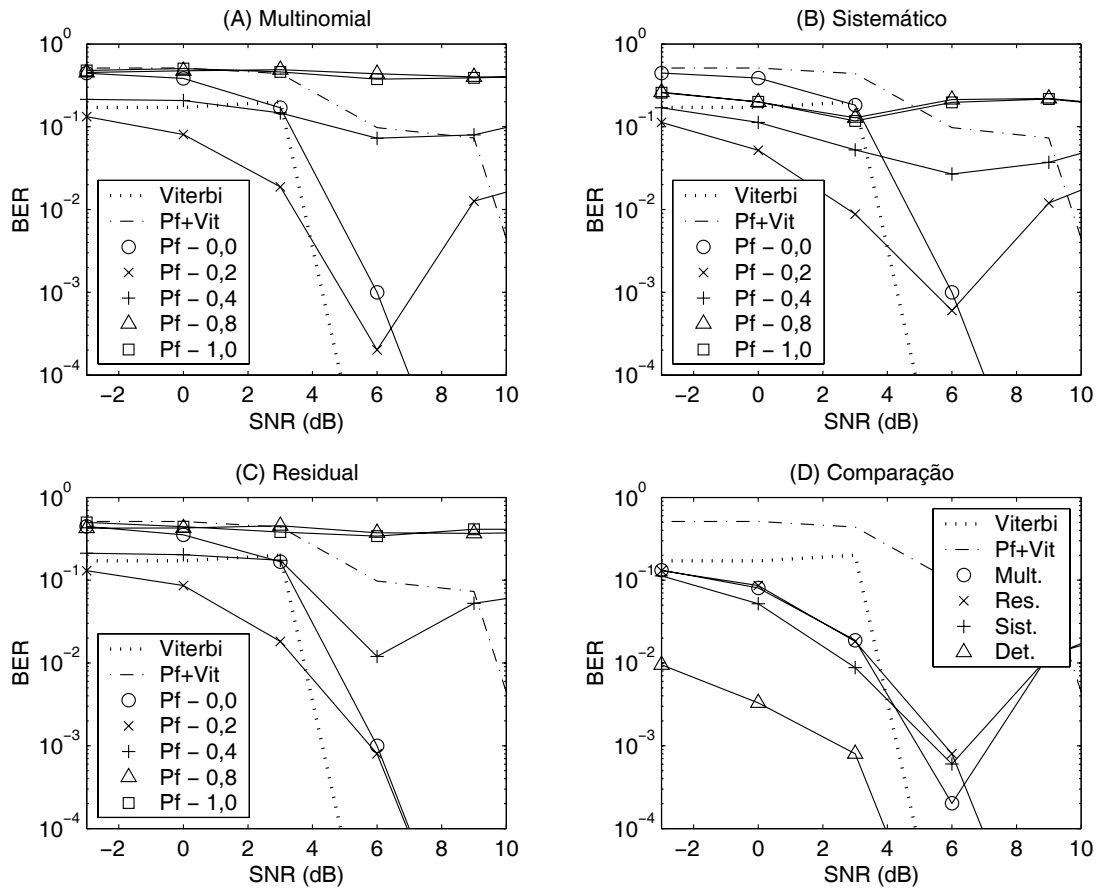 (A) Multinomial
10^0
10^−1
10^−2
10^−3
10^−4
BER
Viterbi
Pf+Vit
Pf − 0,0
Pf − 0,2
Pf − 0,4
Pf − 0,8
Pf − 1,0
−2 0 2 4 6 8 10
SNR (dB)
(B) Sistemático
10^0
10^−1
10^−2
10^−3
10^−4
BER
Viterbi
Pf+Vit
Pf − 0,0
Pf − 0,2
Pf − 0,4
Pf − 0,8
Pf − 1,0
−2 0 2 4 6 8 10
SNR (dB)
(C) Residual
10^0
10^−1
10^−2
10^−3
10^−4
BER
Viterbi
Pf+Vit
Pf − 0,0
Pf − 0,2
Pf − 0,4
Pf − 0,8
Pf − 1,0
−2 0 2 4 6 8 10
SNR (dB)
(D) Comparação
10^0
10^−1
10^−2
10^−3
10^−4
BER
Viterbi
Pf+Vit
Mult.
Res.
Sist.
Det.
−2 0 2 4 6 8 10
SNR (dB)